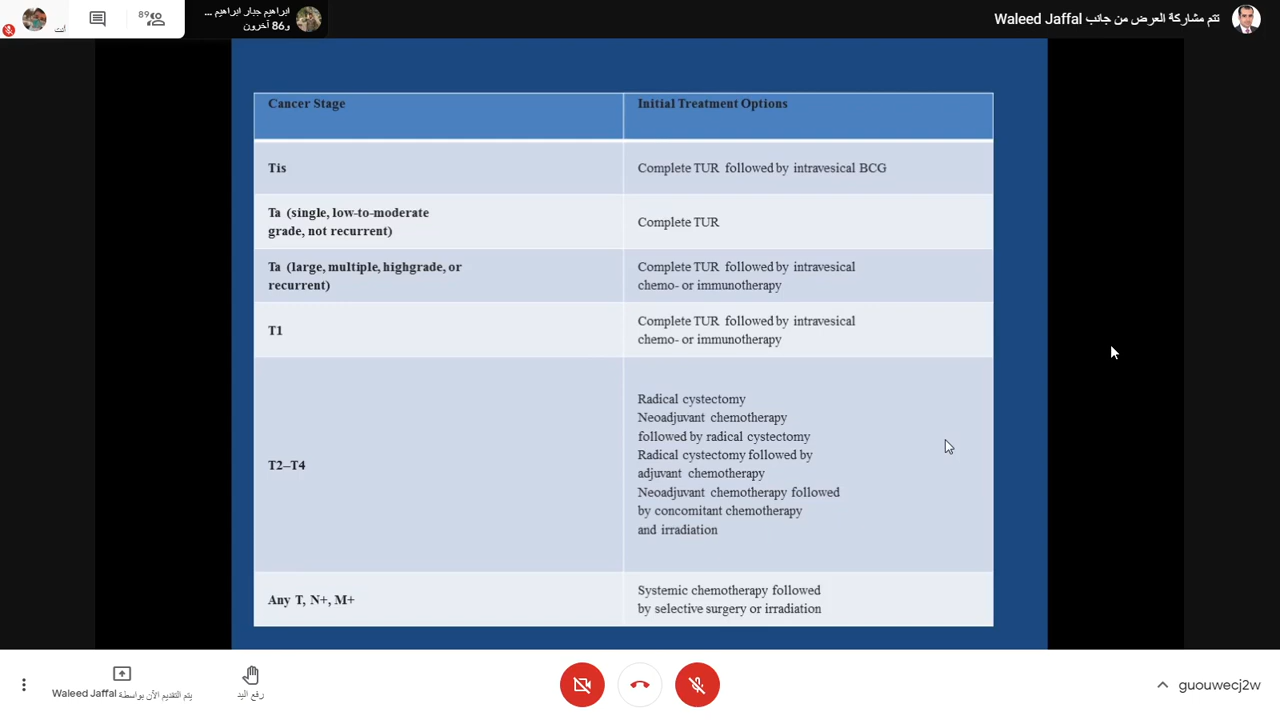 89
أنت
ابراهيم جبار ابراهيم ...
و86 آخرون
تتم مشاركة العرض من جانب Waleed Jaffal
Cancer Stage
Initial Treatment Options
Tis
Complete TUR followed by intravesical BCG
Ta (single, low-to-moderate
grade, not recurrent)
Complete TUR
Ta (large, multiple, highgrade, or
recurrent)
Complete TUR followed by intravesical
chemo- or immunotherapy
T1
Complete TUR followed by intravesical
chemo- or immunotherapy
T2–T4
Radical cystectomy
Neoadjuvant chemotherapy
followed by radical cystectomy
Radical cystectomy followed by
adjuvant chemotherapy
Neoadjuvant chemotherapy followed
by concomitant chemotherapy
and irradiation
Any T, N+, M+
Systemic chemotherapy followed
by selective surgery or irradiation
يتم التقديم الآن بواسطة Waleed Jaffal
رفع اليد
guouwecj2w